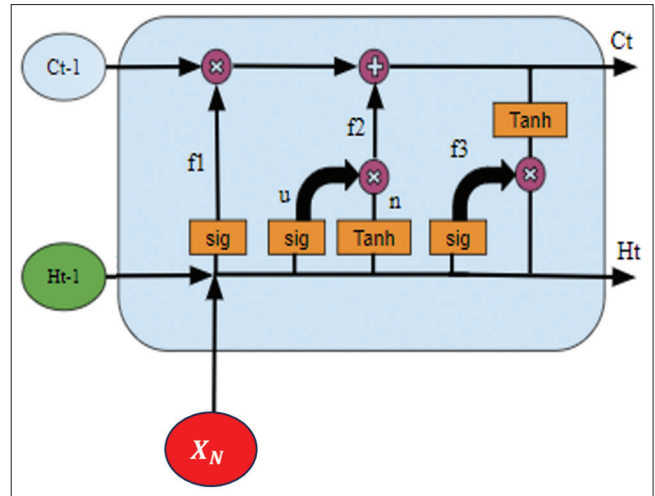 Ct-1
Ct
Tanh
f1
f2
f3
u
n
sig
sig
Tanh
sig
Ht-1
Ht
X_N